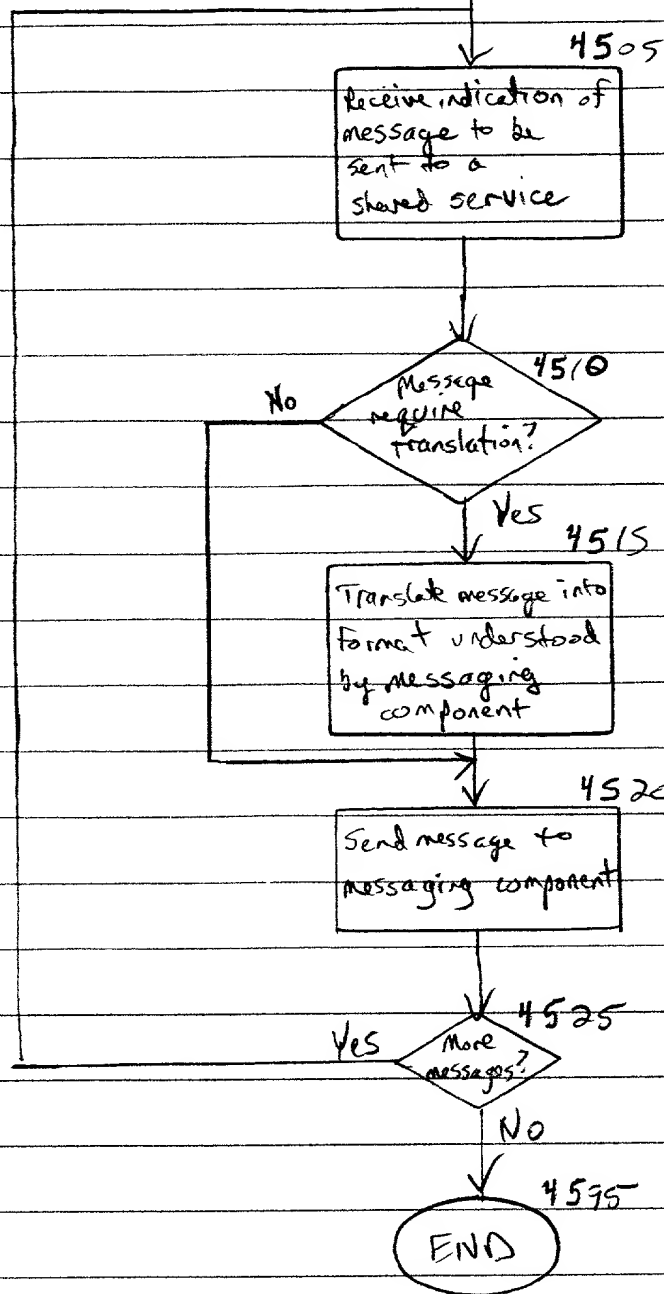 4505
Receive indication of
message to be
sent to a
shared service
4510
Message
require
Translation?
No
Yes
4515
Translate message into
format understood
by messaging
component
4520
Send message to
messaging component
4525
More
messages?
Yes
No
4595
END